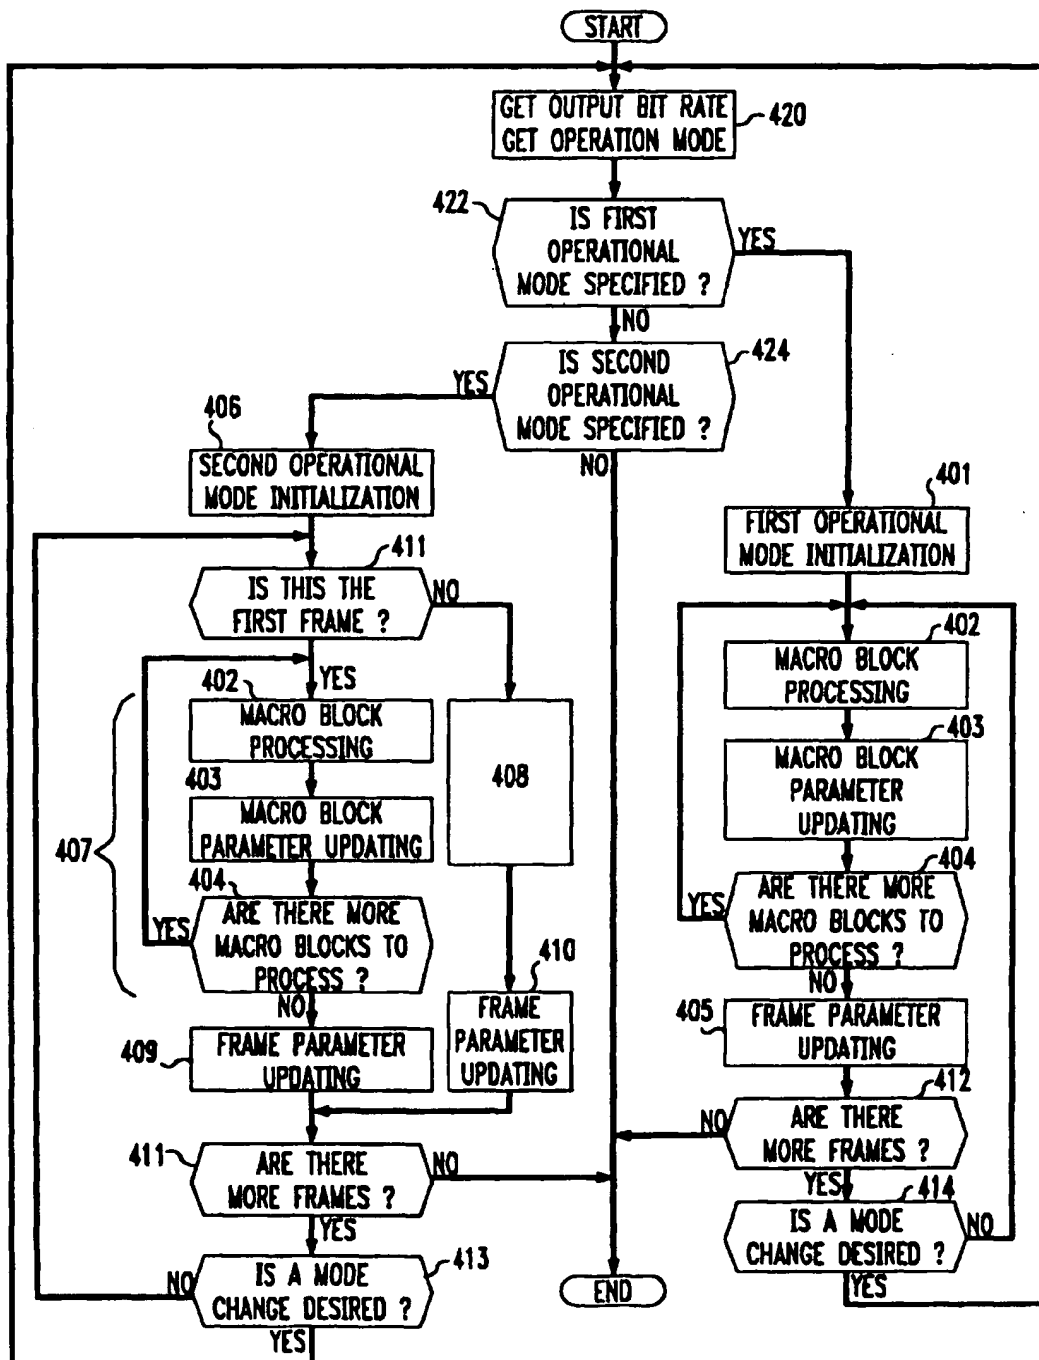 START
GET OUTPUT BIT RATE
GET OPERATION MODE
420
422
IS FIRST
OPERATIONAL
MODE SPECIFIED ?
YES
NO
424
IS SECOND
OPERATIONAL
MODE SPECIFIED ?
YES
NO
406
SECOND OPERATIONAL
MODE INITIALIZATION
401
FIRST OPERATIONAL
MODE INITIALIZATION
411
IS THIS THE
FIRST FRAME ?
NO
YES
402
MACRO BLOCK
PROCESSING
403
MACRO BLOCK
PARAMETER UPDATING
407
404
ARE THERE MORE
MACRO BLOCKS TO
PROCESS ?
YES
NO
409
FRAME PARAMETER
UPDATING
408
410
FRAME
PARAMETER
UPDATING
411
ARE THERE
MORE FRAMES ?
NO
YES
413
IS A MODE
CHANGE DESIRED ?
NO
YES
END
402
MACRO BLOCK
PROCESSING
403
MACRO BLOCK
PARAMETER
UPDATING
404
ARE THERE MORE
MACRO BLOCKS TO
PROCESS ?
YES
NO
405
FRAME PARAMETER
UPDATING
412
ARE THERE
MORE FRAMES ?
NO
YES
414
IS A MODE
CHANGE DESIRED ?
NO
YES